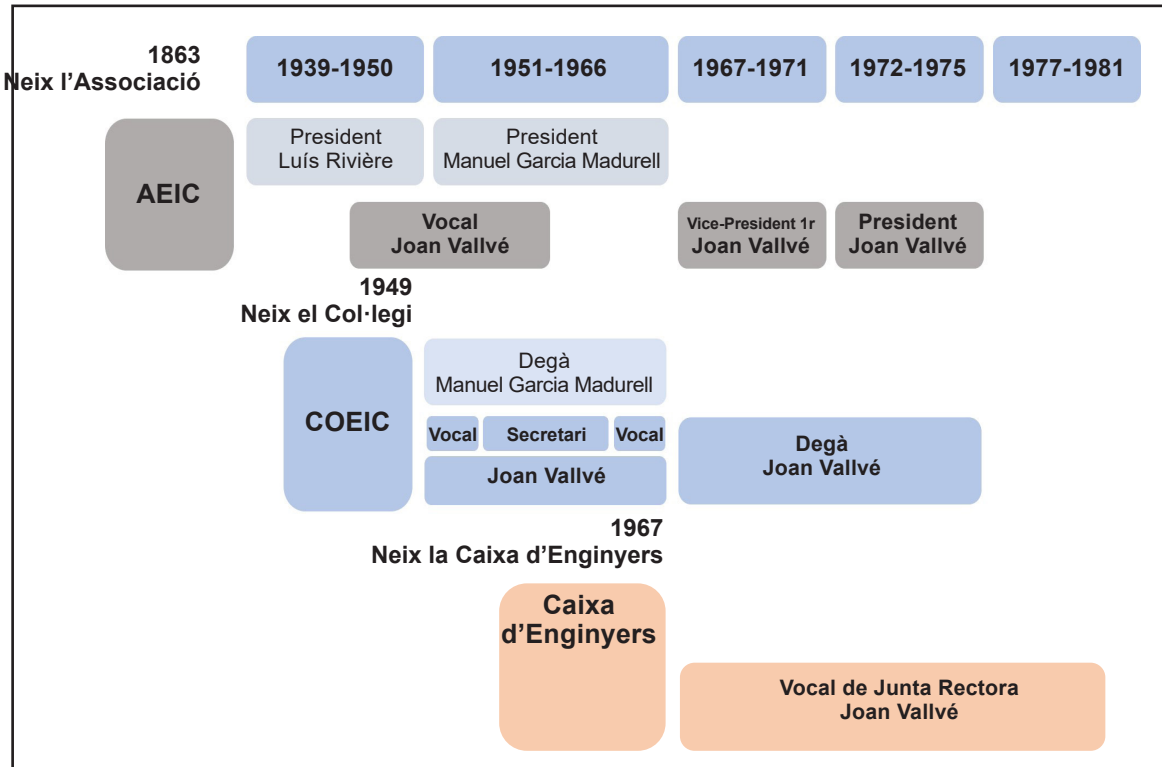 1863
Neix l’Associació
1939-1950
1951-1966
1967-1971
1972-1975
1977-1981
AEIC
President
Luís Rivière
President
Manuel Garcia Madurell
Vocal
Joan Vallvé
Vice-President 1r
Joan Vallvé
President
Joan Vallvé
1949
Neix el Col·legi
COEIC
Degà
Manuel Garcia Madurell
Vocal
Secretari
Vocal
Joan Vallvé
Degà
Joan Vallvé
1967
Neix la Caixa d’Enginyers
Caixa
d’Enginyers
Vocal de Junta Rectora
Joan Vallvé